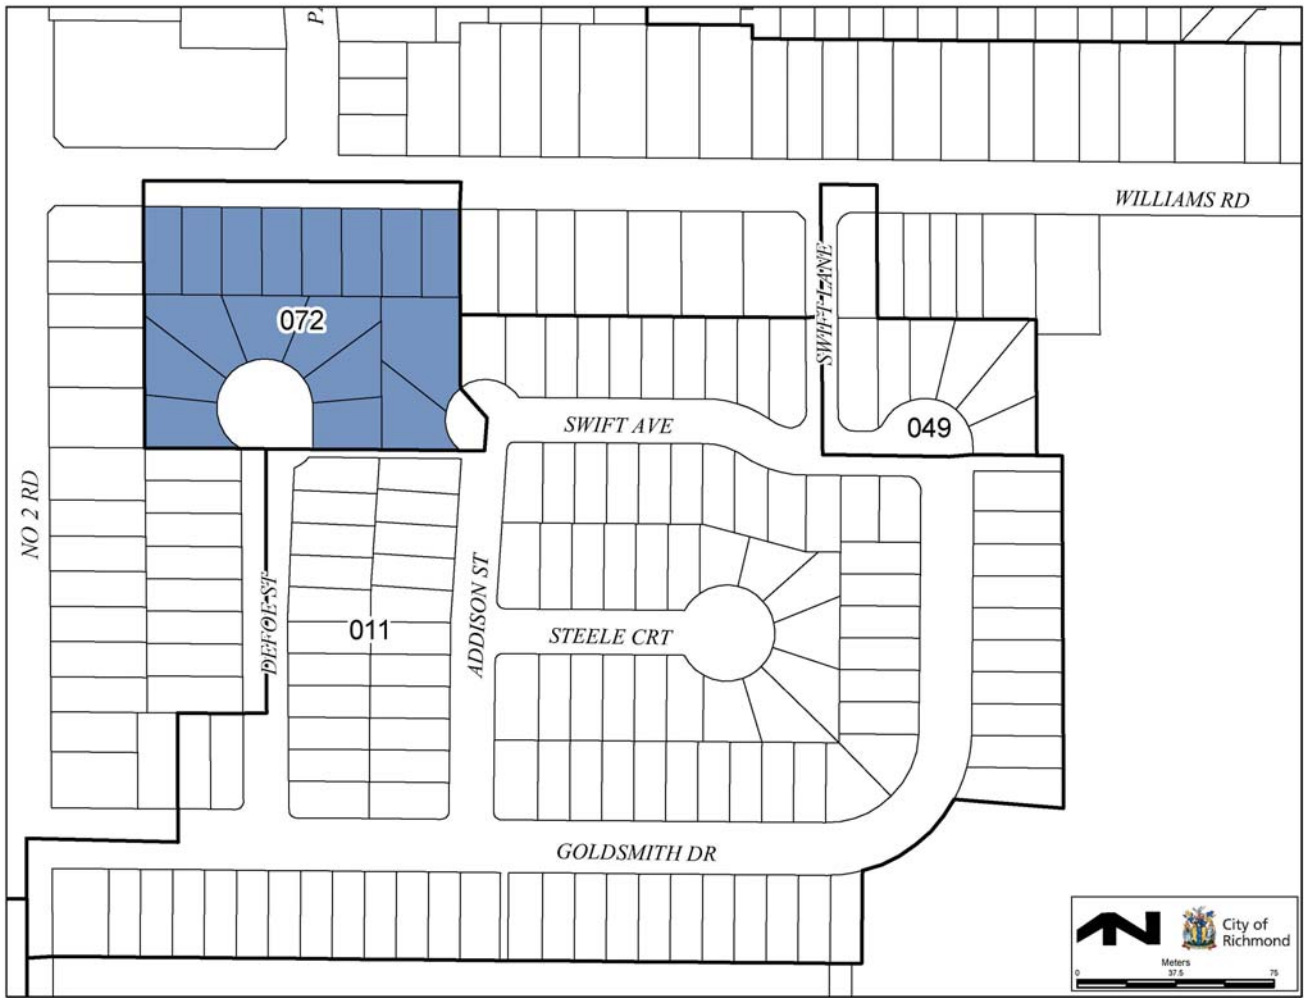 WILLIAMS RD
SWIFT LANE
072
SWIFT AVE
049
NO 2 RD
ADDISON ST
DEFOE ST
011
STEELE CRT
GOLDSMITH DR
City of
Richmond
Meters
0 37.5 75